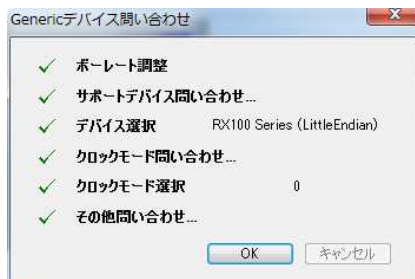 Genericデバイス問い合わせ
ボーレート調整
サポートデバイス問い合わせ...
デバイス選択 RX100 Series (LittleEndian)
クロックモード問い合わせ...
クロックモード選択 0
その他問い合わせ...
OK キャンセル